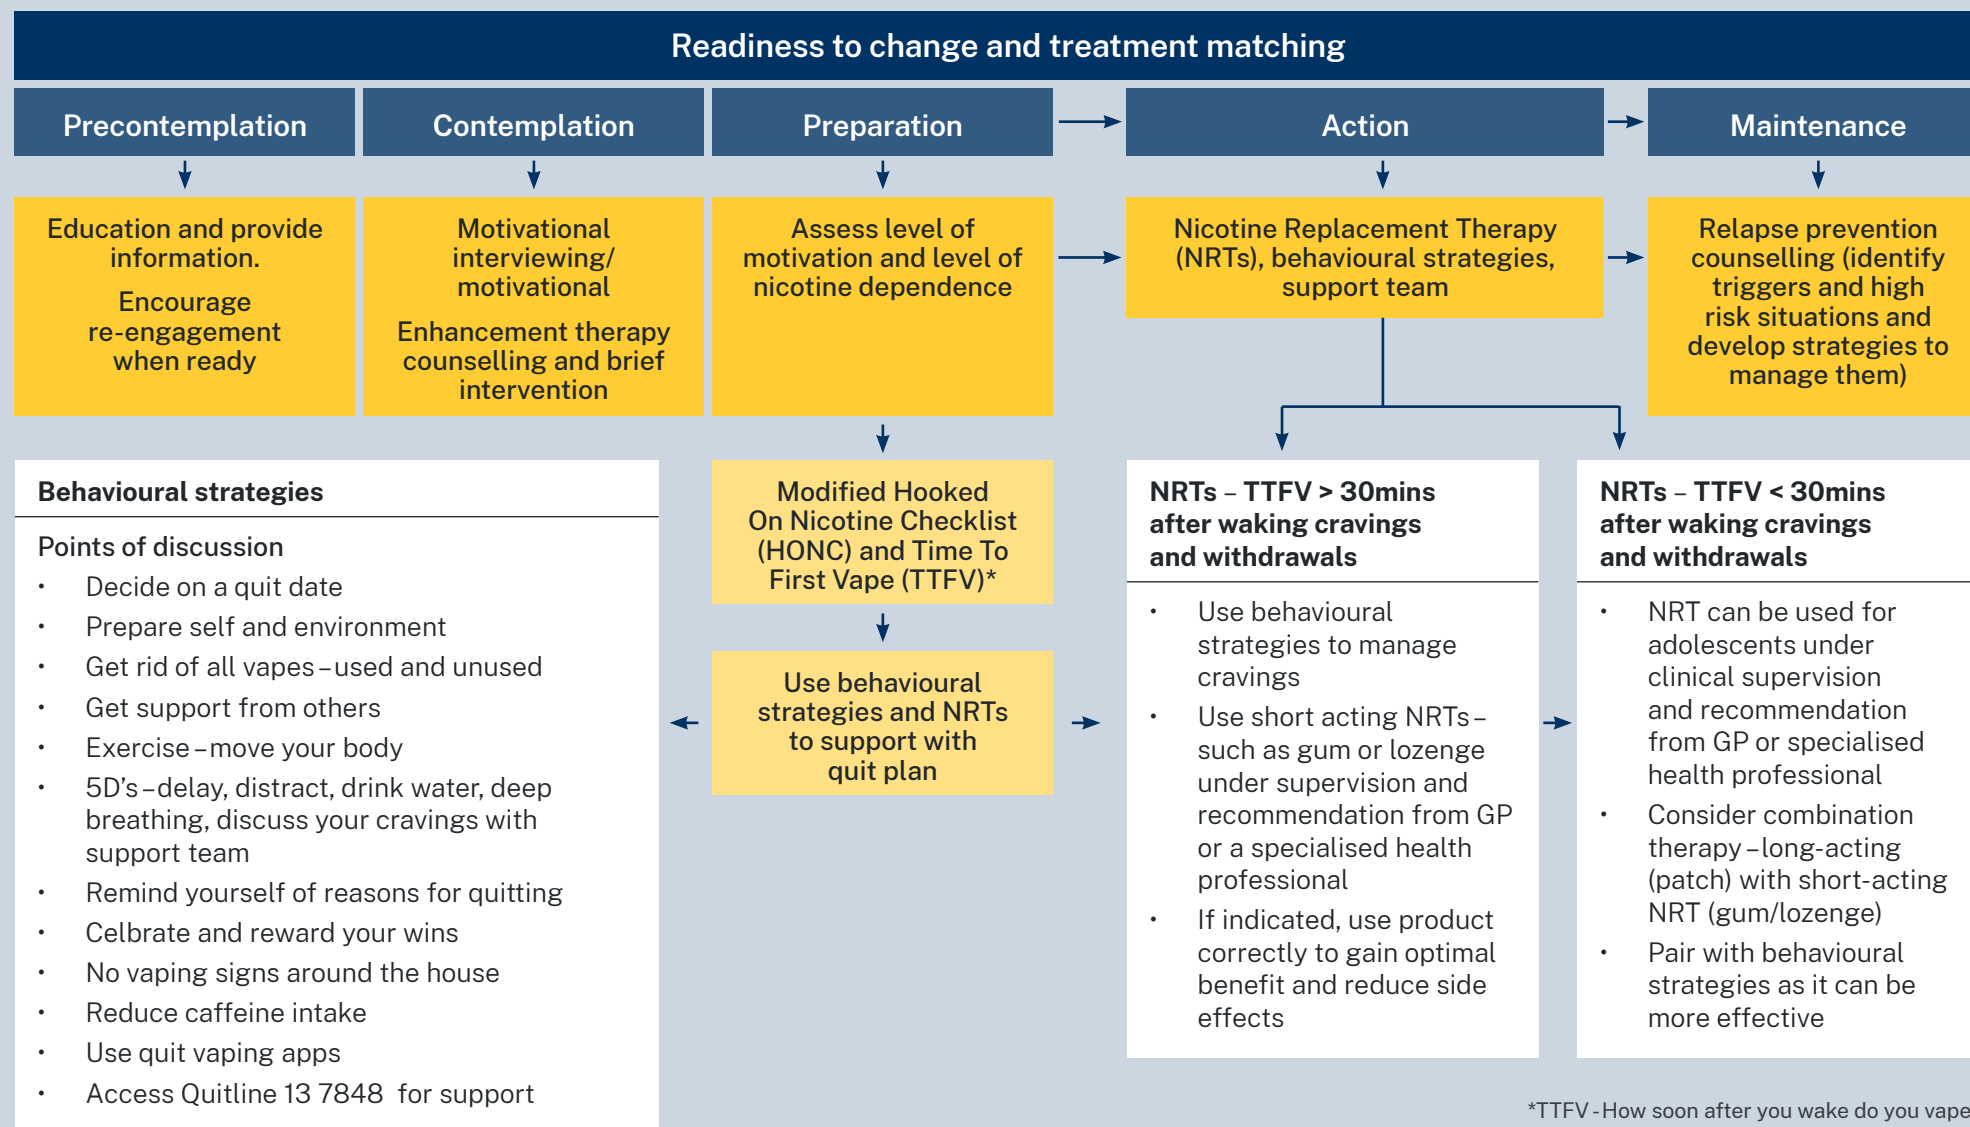 Readiness to change and treatment matching
Precontemplation
Contemplation
Preparation
Action
Maintenance
Education and provide
information.
Encourage
re-engagement
when ready
Motivational
interviewing/
motivational
Enhancement therapy
counselling and brief
intervention
Assess level of
motivation and level of
nicotine dependence
Nicotine Replacement Therapy
(NRTs), behavioural strategies,
support team
Relapse prevention
counselling (identify
triggers and high
risk situations and
develop strategies to
manage them)
Behavioural strategies
Points of discussion
• Decide on a quit date
• Prepare self and environment
• Get rid of all vapes – used and unused
• Get support from others
• Exercise – move your body
• 5D’s – delay, distract, drink water, deep
breathing, discuss your cravings with
support team
• Remind yourself of reasons for quitting
• Celbrate and reward your wins
• No vaping signs around the house
• Reduce caffeine intake
• Use quit vaping apps
• Access Quitline 13 7848 for support
Modified Hooked
On Nicotine Checklist
(HONC) and Time To
First Vape (TTFV)*
Use behavioural
strategies and NRTs
to support with
quit plan
NRTs – TTFV > 30mins
after waking cravings
and withdrawals
• Use behavioural
strategies to manage
cravings
• Use short acting NRTs –
such as gum or lozenge
under supervision and
recommendation from GP
or a specialised health
professional
• If indicated, use product
correctly to gain optimal
benefit and reduce side
effects
NRTs – TTFV < 30mins
after waking cravings
and withdrawals
• NRT can be used for
adolescents under
clinical supervision
and recommendation
from GP or specialised
health professional
• Consider combination
therapy – long-acting
(patch) with short-acting
NRT (gum/lozenge)
• Pair with behavioural
strategies as it can be
more effective
*TTFV - How soon after you wake do you vape